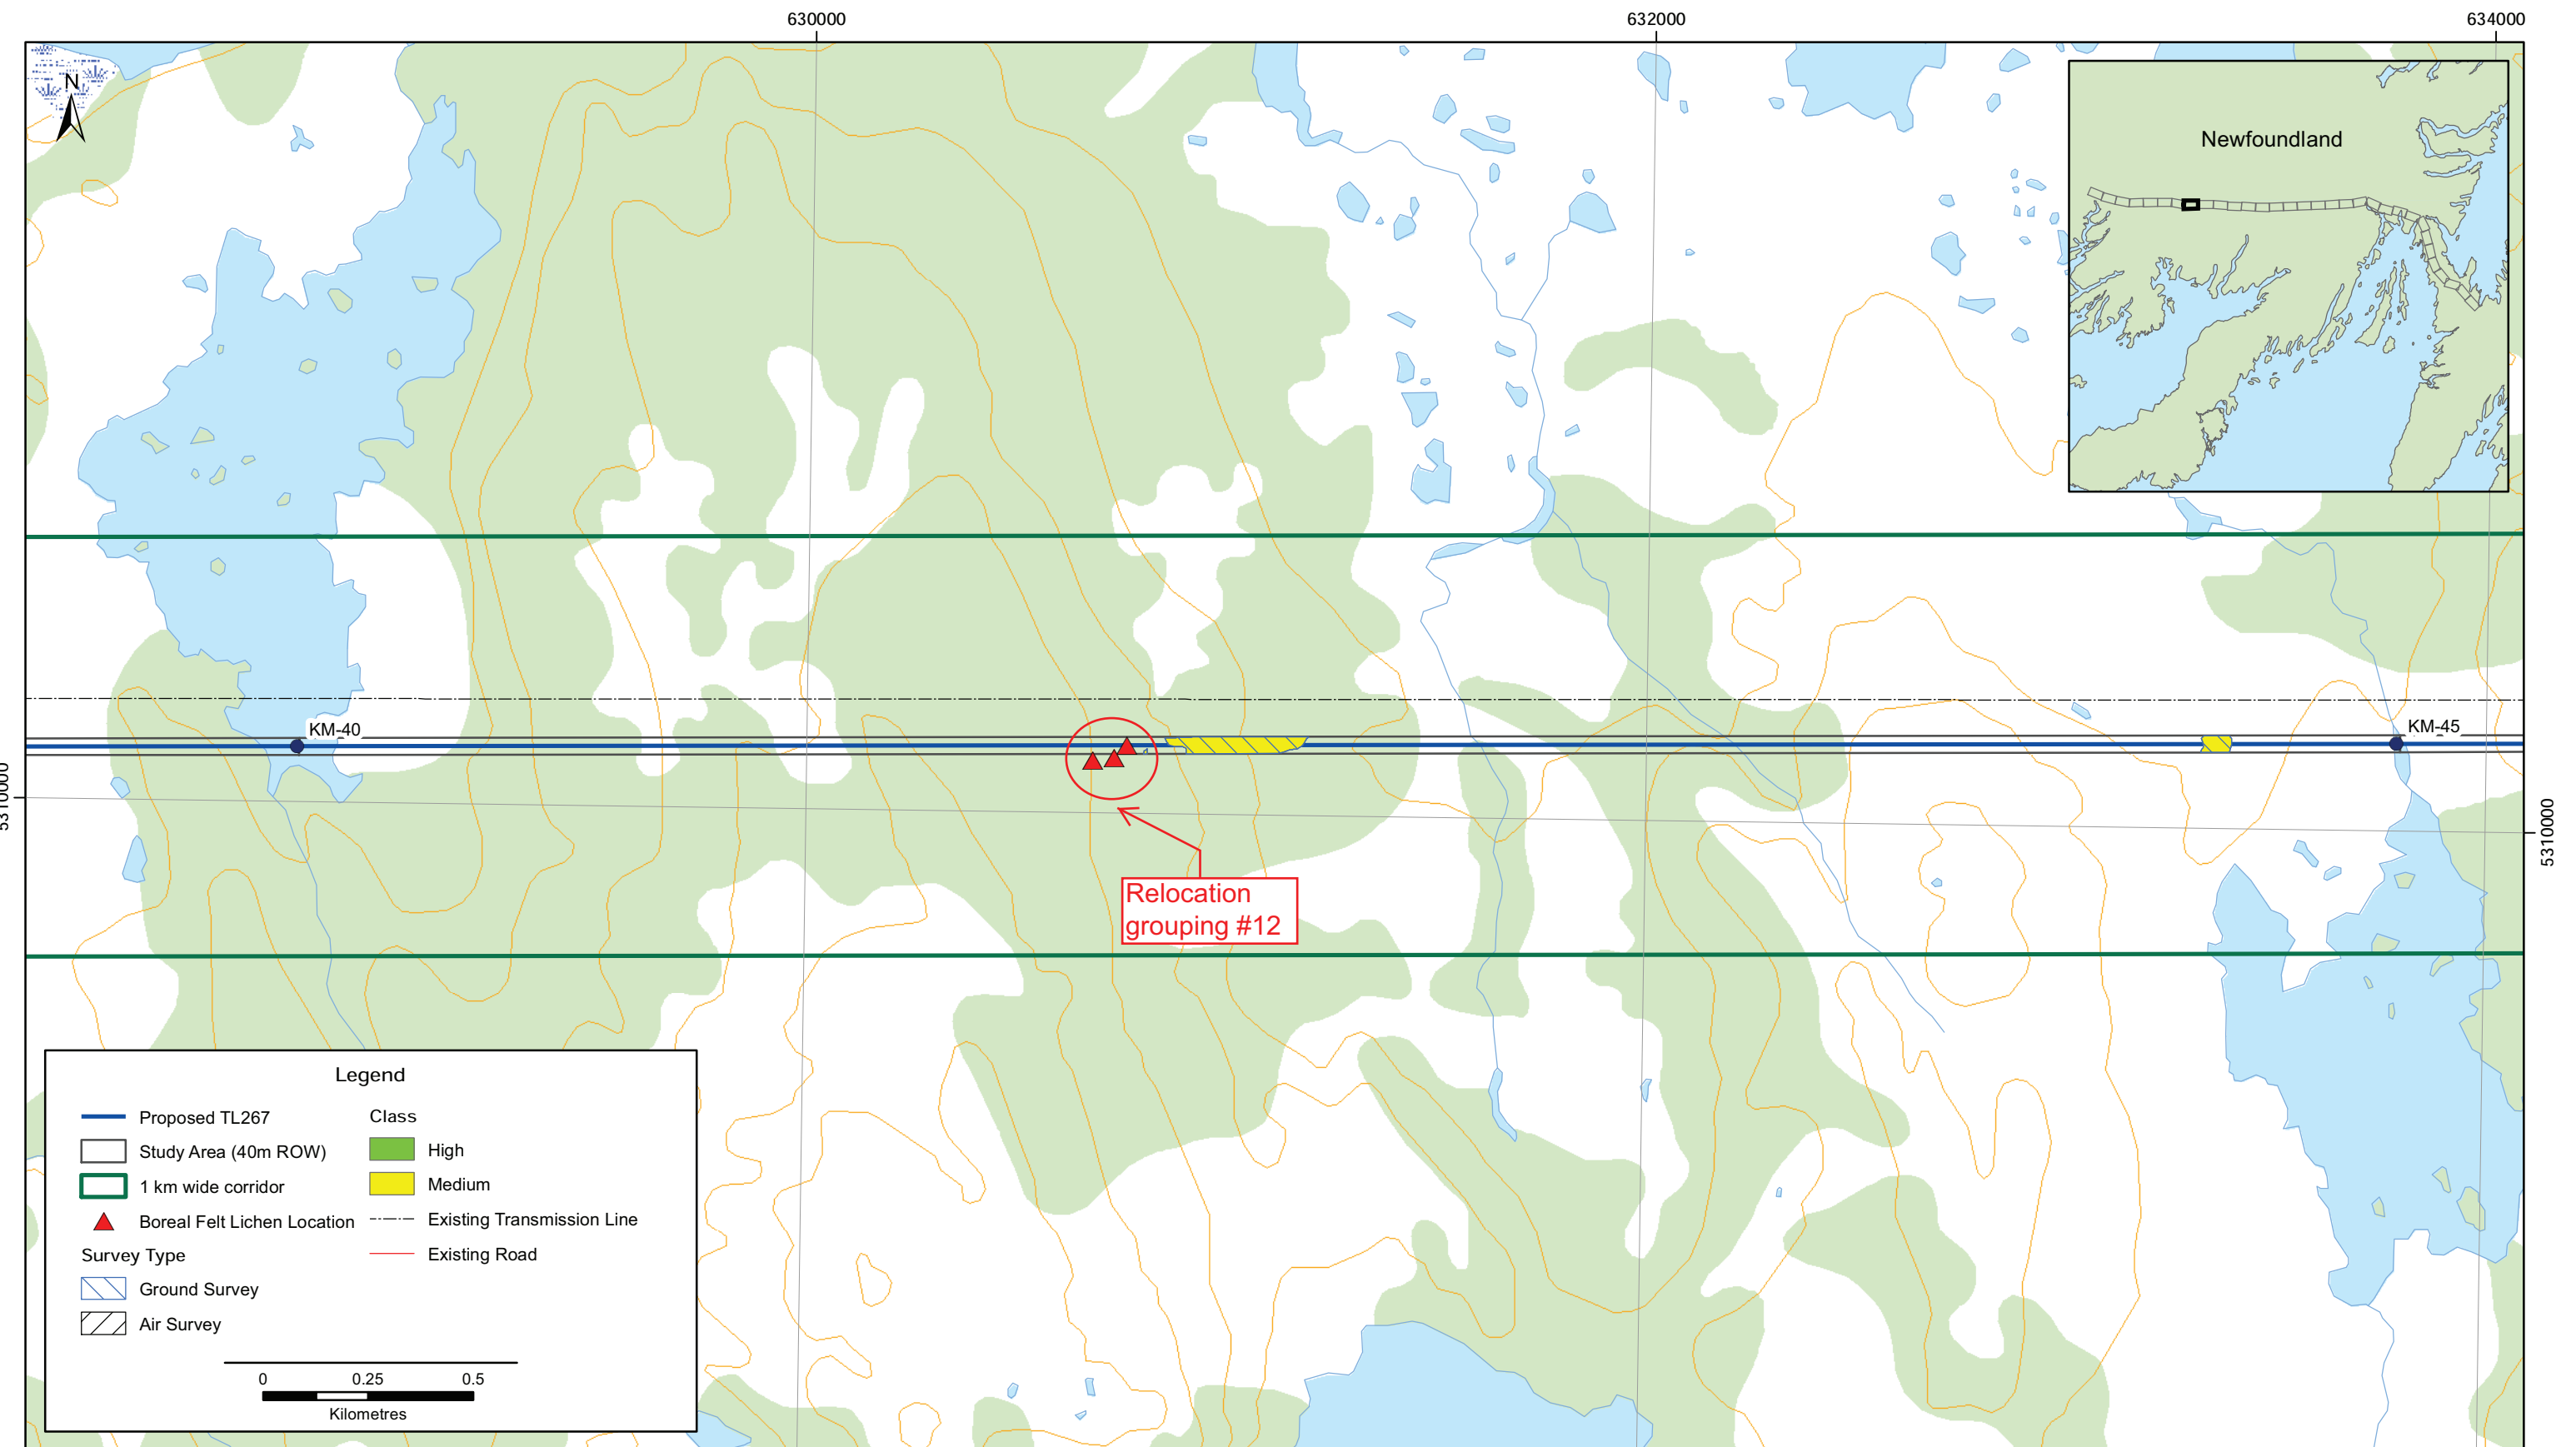 630000
632000
634000
N
Newfoundland
KM-40
KM-45
5310000
5310000
Relocation
grouping #12
Legend
Proposed TL267
Study Area (40m ROW)
1 km wide corridor
Boreal Felt Lichen Location
Survey Type
Ground Survey
Air Survey
Class
High
Medium
Existing Transmission Line
Existing Road
0 0.25 0.5
Kilometres